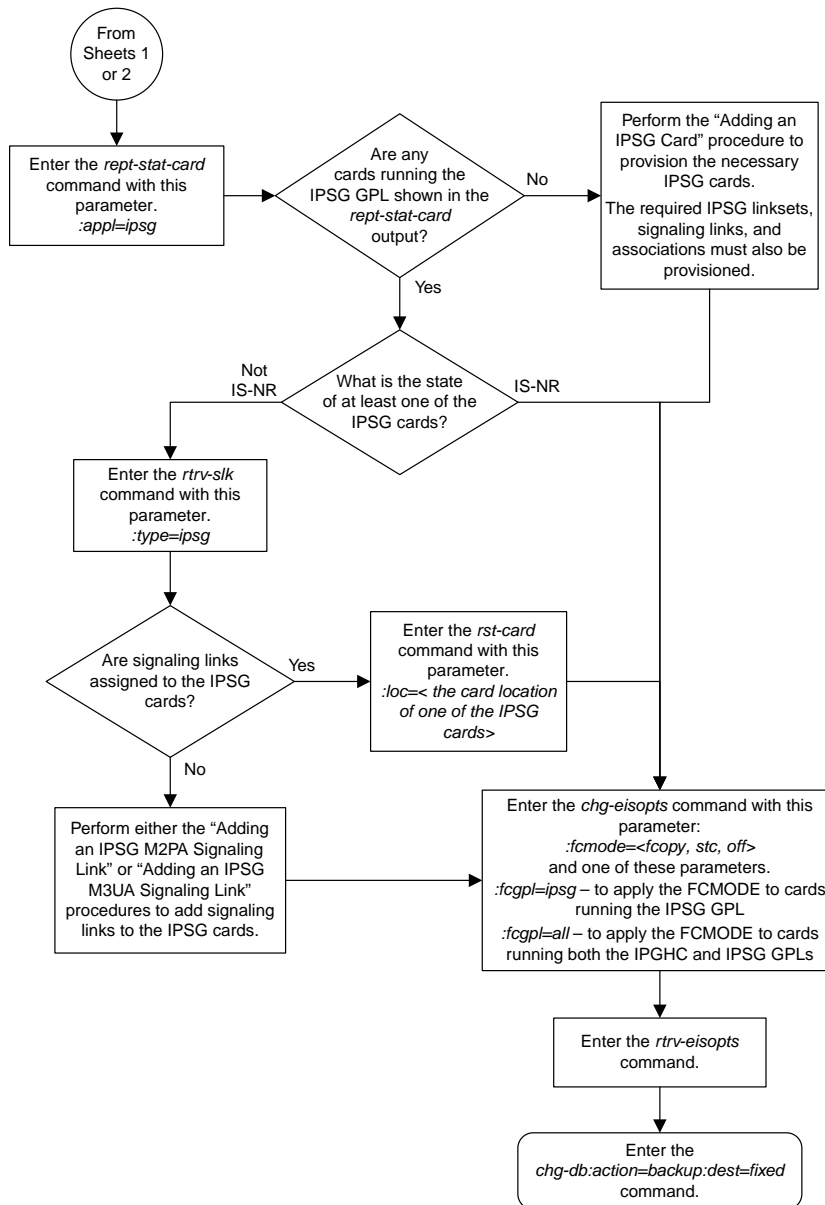 From
Sheets 1
or 2
Enter the rept-stat-card
command with this
parameter.
:appl=ipsg
Are any
cards running the
IPSG GPL shown in the
rept-stat-card
output?
No
Perform the “Adding an
IPSG Card” procedure to
provision the necessary
IPSG cards.
The required IPSG linksets,
signaling links, and
associations must also be
provisioned.
Yes
What is the state
of at least one of the
IPSG cards?
Not
IS-NR
IS-NR
Enter the rtrv-slk
command with this
parameter.
:type=ipsg
Are signaling links
assigned to the IPSG
cards?
Yes
Enter the rst-card
command with this
parameter.
:loc=< the card location
of one of the IPSG
cards>
No
Perform either the “Adding
an IPSG M2PA Signaling
Link” or “Adding an IPSG
M3UA Signaling Link”
procedures to add signaling
links to the IPSG cards.
Enter the chg-eisopts command with this
parameter:
:fcmode=<fcopy, stc, off>
and one of these parameters.
:fcgpl=ipsg – to apply the FCMODE to cards
running the IPSG GPL
:fcgpl=all – to apply the FCMODE to cards
running both the IPGHC and IPSG GPLs
Enter the rtrv-eisopts
command.
Enter the
chg-db:action=backup:dest=fixed
command.